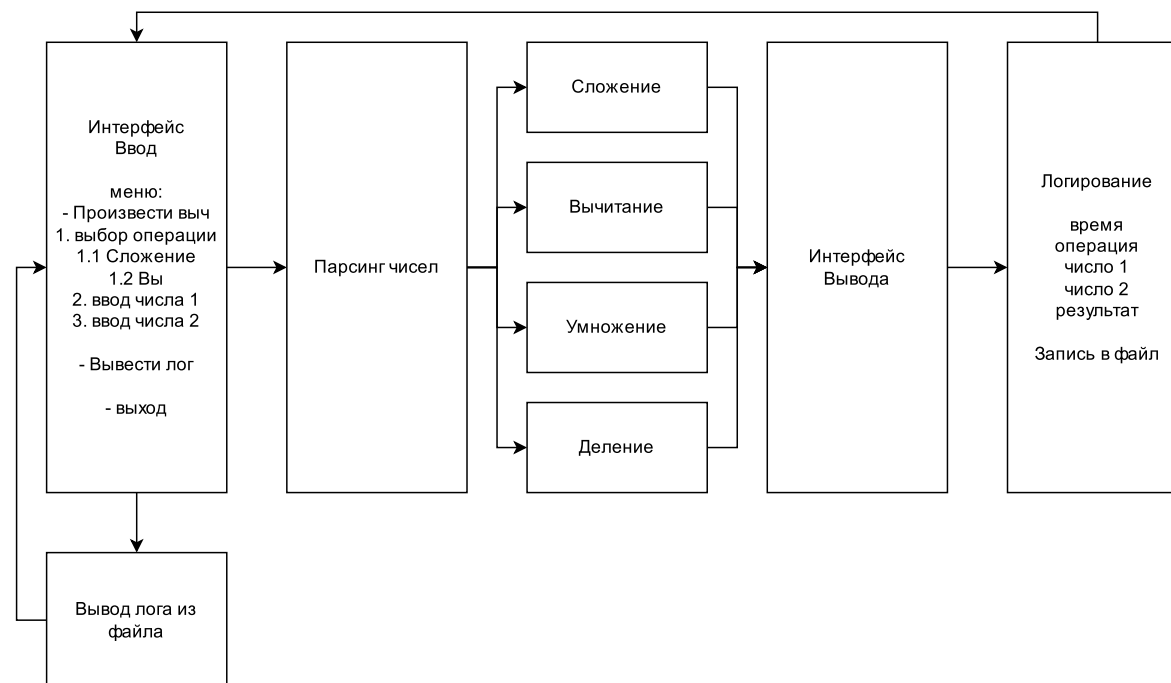 Интерфейс
Ввод
меню:
- Произвести выч
1. выбор операции
1.1 Сложение
1.2 Вы
2. ввод числа 1
3. ввод числа 2
- Вывести лог
- выход
Парсинг чисел
Сложение
Вычитание
Умножение
Деление
Интерфейс
Вывода
Логирование
время
операция
число 1
число 2
результат
Запись в файл
Вывод лога из
файла